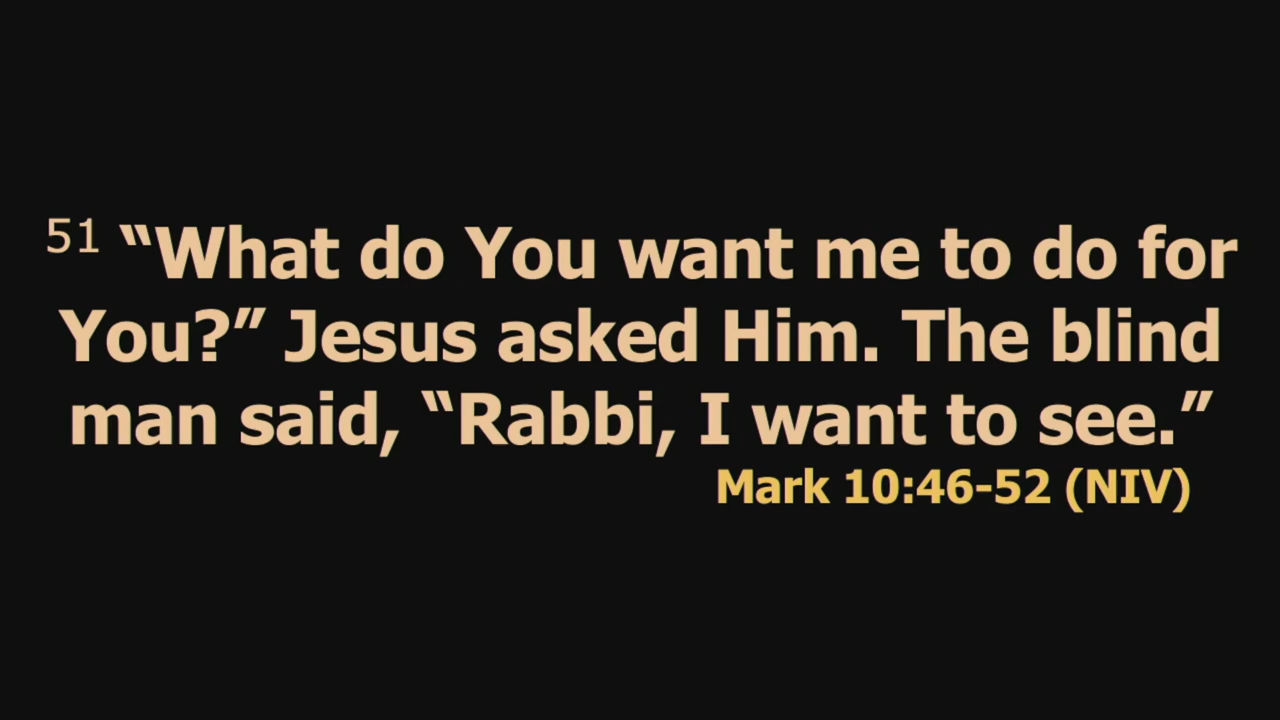 51 “What do You want me to do for
You?” Jesus asked Him. The blind
man said, “Rabbi, I want to see.”
Mark 10:46-52 (NIV)